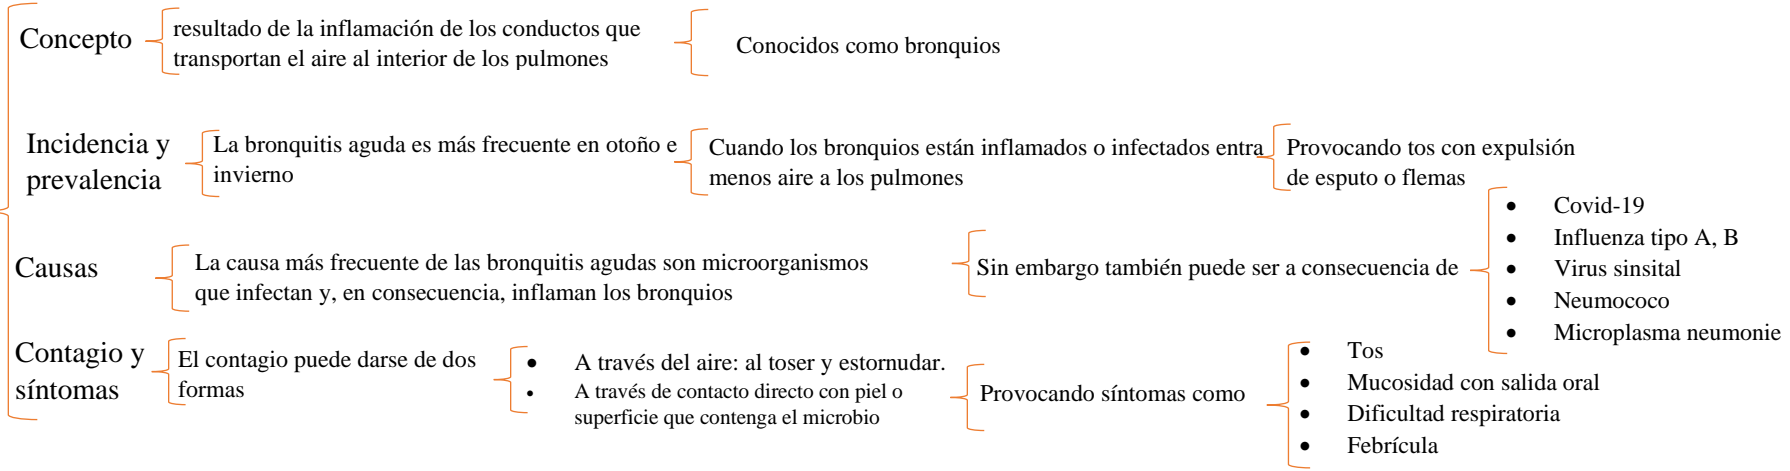 Concepto
resultado de la inflamación de los conductos que
transportan el aire al interior de los pulmones
Conocidos como bronquios
Incidencia y
prevalencia
La bronquitis aguda es más frecuente en otoño e
invierno
Cuando los bronquios están inflamados o infectados entra
menos aire a los pulmones
Provocando tos con expulsión
de esputo o flemas
Causas
La causa más frecuente de las bronquitis agudas son microorganismos
que infectan y, en consecuencia, inflaman los bronquios
Sin embargo también puede ser a consecuencia de
• Covid-19
• Influenza tipo A, B
• Virus sinsital
• Neumococo
• Microplasma neumonie
Contagio y
síntomas
El contagio puede darse de dos
formas
• A través del aire: al toser y estornudar.
• A través de contacto directo con piel o
superficie que contenga el microbio
Provocando síntomas como
• Tos
• Mucosidad con salida oral
• Dificultad respiratoria
• Febrícula